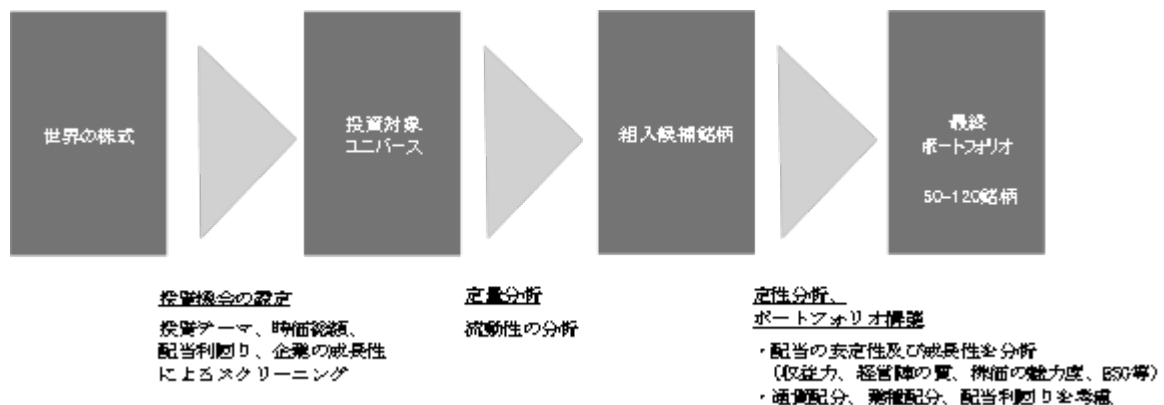 世界の株式
投資対象
ユニバース
組入候補銘柄
最終
ポートフォリオ
50-120銘柄
投資機会の設定
投資テーマ、時価総額、
配当利回り、企業の成長性
によるスクリーニング
定量分析
流動性の分析
定性分析、
ポートフォリオ構築
・配当の安定性及び成長性を分析
(収益力、経営陣の質、株価の魅力度、ESG等)
・通貨配分、業種配分、配当利回りを考慮